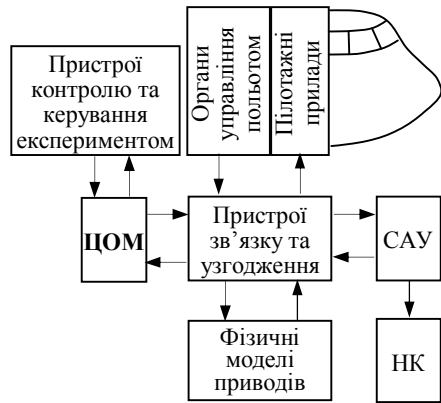 Пристрої
контролю та
керування
експериментом
Органи
управління
польотом
Пілотажні
прилади
ЦОМ
Пристрої
зв’язку та
узгодження
САУ
Фізичні
моделі
приводів
НК